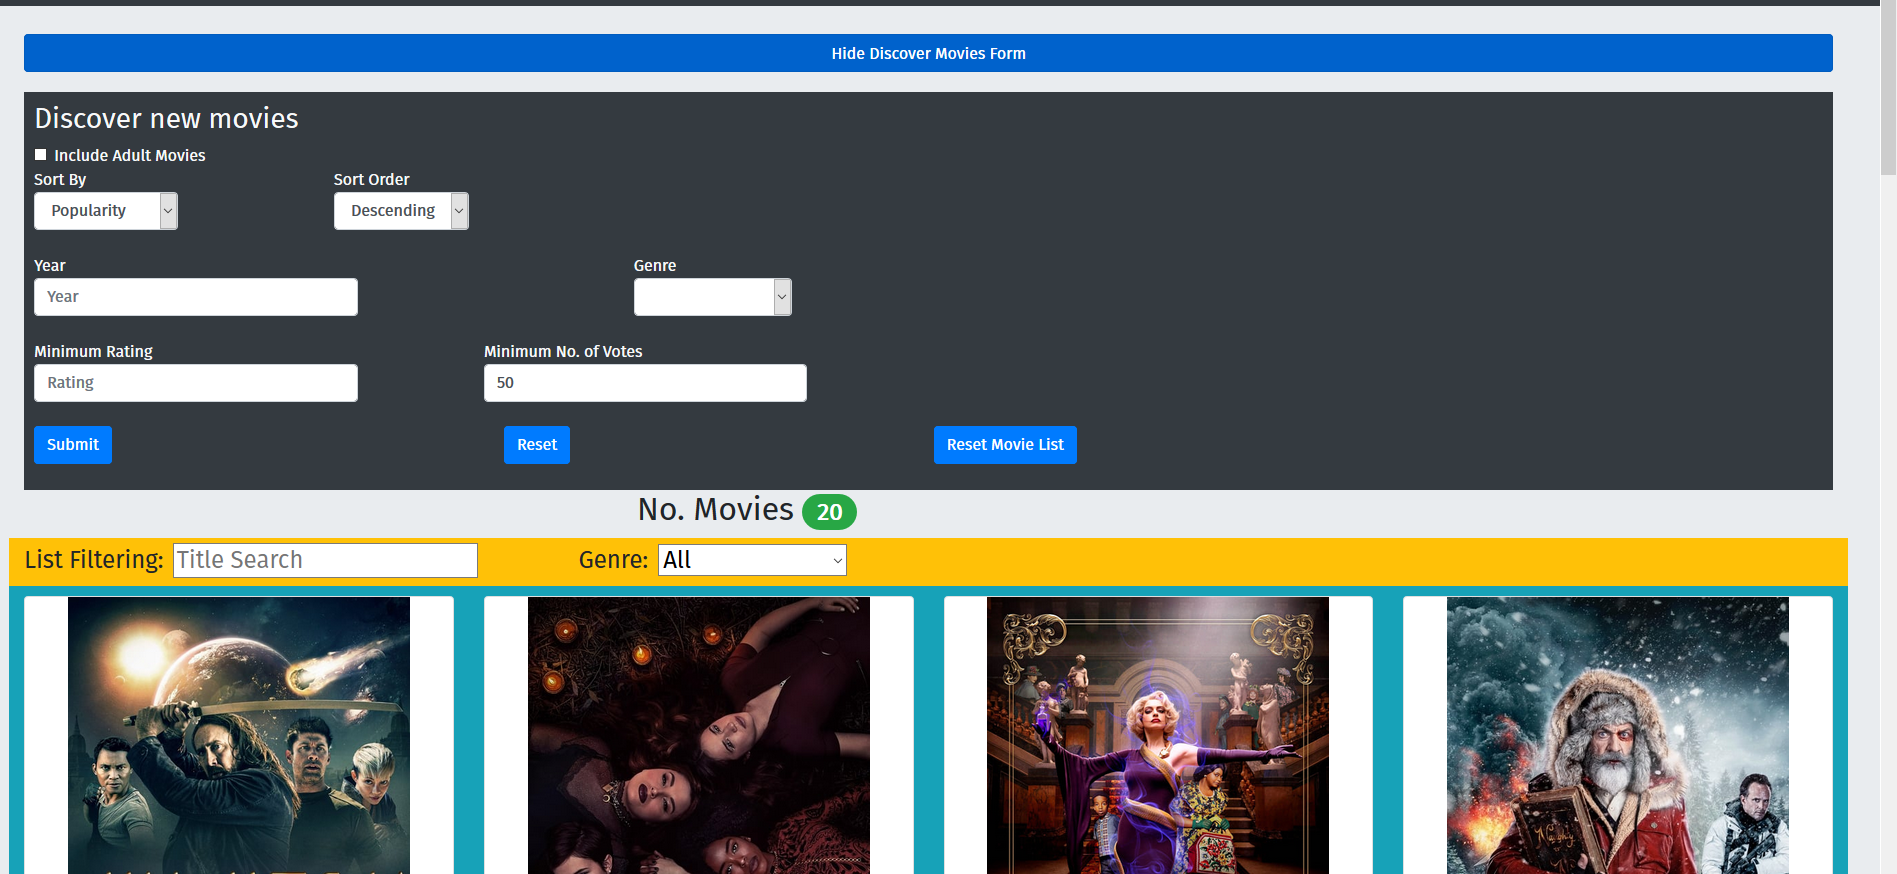 Hide Discover Movies Form
Discover new movies
Include Adult Movies
Sort By Sort Order
Popularity Descending
Year Genre
Year
Minimum Rating Minimum No. of Votes
Rating 50
Submit Reset Reset Movie List
No. Movies 20
List Filtering: Title Search Genre: All
Naughty